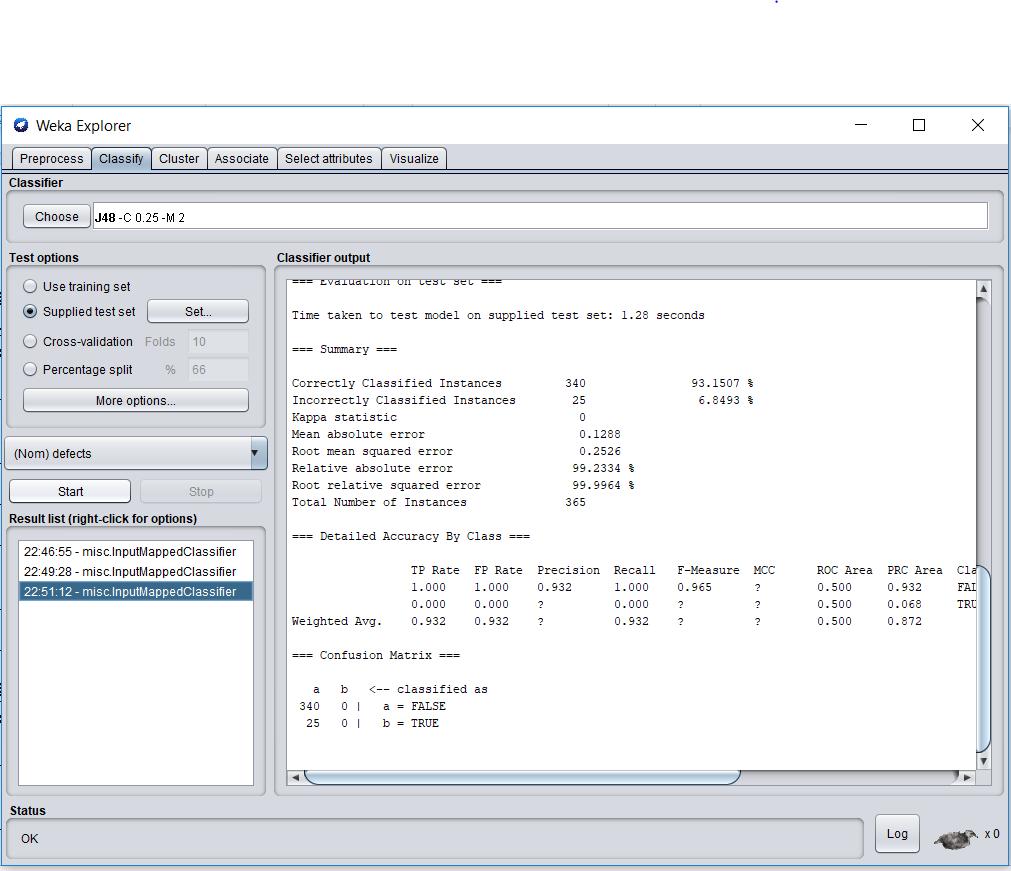 Weka Explorer
Preprocess Classify Cluster Associate Select attributes Visualize
Classifier
Choose J48 -C 0.25 -M 2
Test options
Use training set
Supplied test set Set...
Cross-validation Folds 10
Percentage split % 66
More options...
(Nom) defects
Start Stop
Result list (right-click for options)
22:46:55 - misc.InputMappedClassifier
22:49:28 - misc.InputMappedClassifier
22:51:12 - misc.InputMappedClassifier
Classifier output
=== Evaluation on test set ===
Time taken to test model on supplied test set: 1.28 seconds
=== Summary ===
Correctly Classified Instances 340 93.1507 %
Incorrectly Classified Instances 25 6.8493 %
Kappa statistic 0
Mean absolute error 0.1288
Root mean squared error 0.2526
Relative absolute error 99.2334 %
Root relative squared error 99.9964 %
Total Number of Instances 365
=== Detailed Accuracy By Class ===
TP Rate FP Rate Precision Recall F-Measure MCC ROC Area PRC Area Cla
1.000 1.000 0.932 1.000 0.965 ? 0.500 0.932 FAL
0.000 0.000 ? 0.000 ? ? 0.500 0.068 TRU
Weighted Avg. 0.932 0.932 ? 0.932 ? ? 0.500 0.872
=== Confusion Matrix ===
a b <-- classified as
340 0 | a = FALSE
25 0 | b = TRUE
Status
OK
Log
x 0